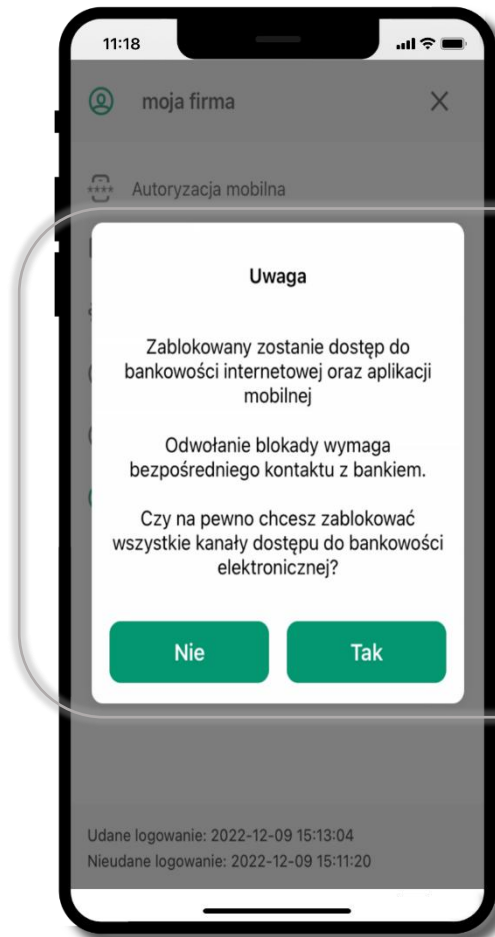 11:18
moja firma
Autoryzacja mobilna
Uwaga
Zablokowany zostanie dostęp do
bankowości internetowej oraz aplikacji
mobilnej
Odwołanie blokady wymaga
bezpośredniego kontaktu z bankiem.
Czy na pewno chcesz zablokować
wszystkie kanały dostępu do bankowości
elektronicznej?
Nie
Tak
Udane logowanie: 2022-12-09 15:13:04
Nieudane logowanie: 2022-12-09 15:11:20